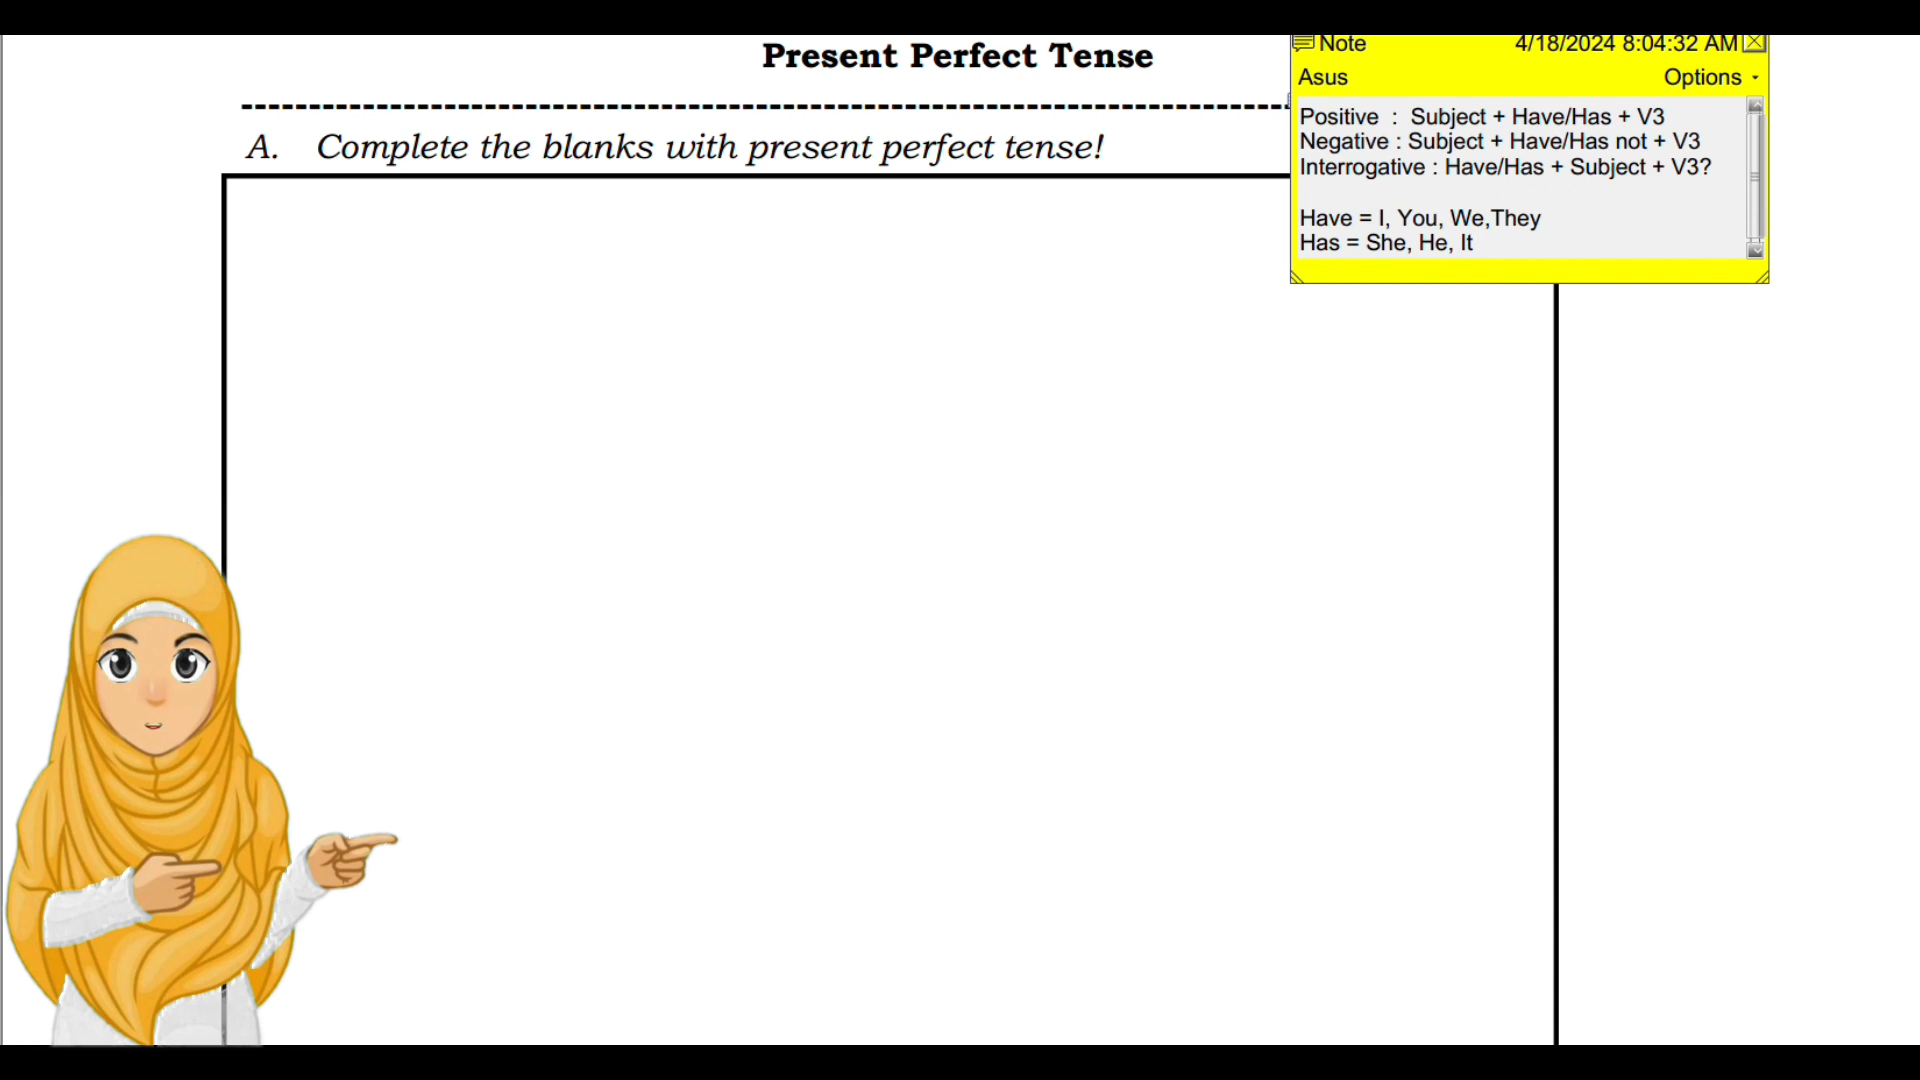 Present Perfect Tense
Note 4/18/2024 8:04:32 AM
Asus Options
--------------------------------------------------------------------------------
A. Complete the blanks with present perfect tense!
Positive : Subject + Have/Has + V3
Negative : Subject + Have/Has not + V3
Interrogative : Have/Has + Subject + V3?
Have = I, You, We,They
Has = She, He, It